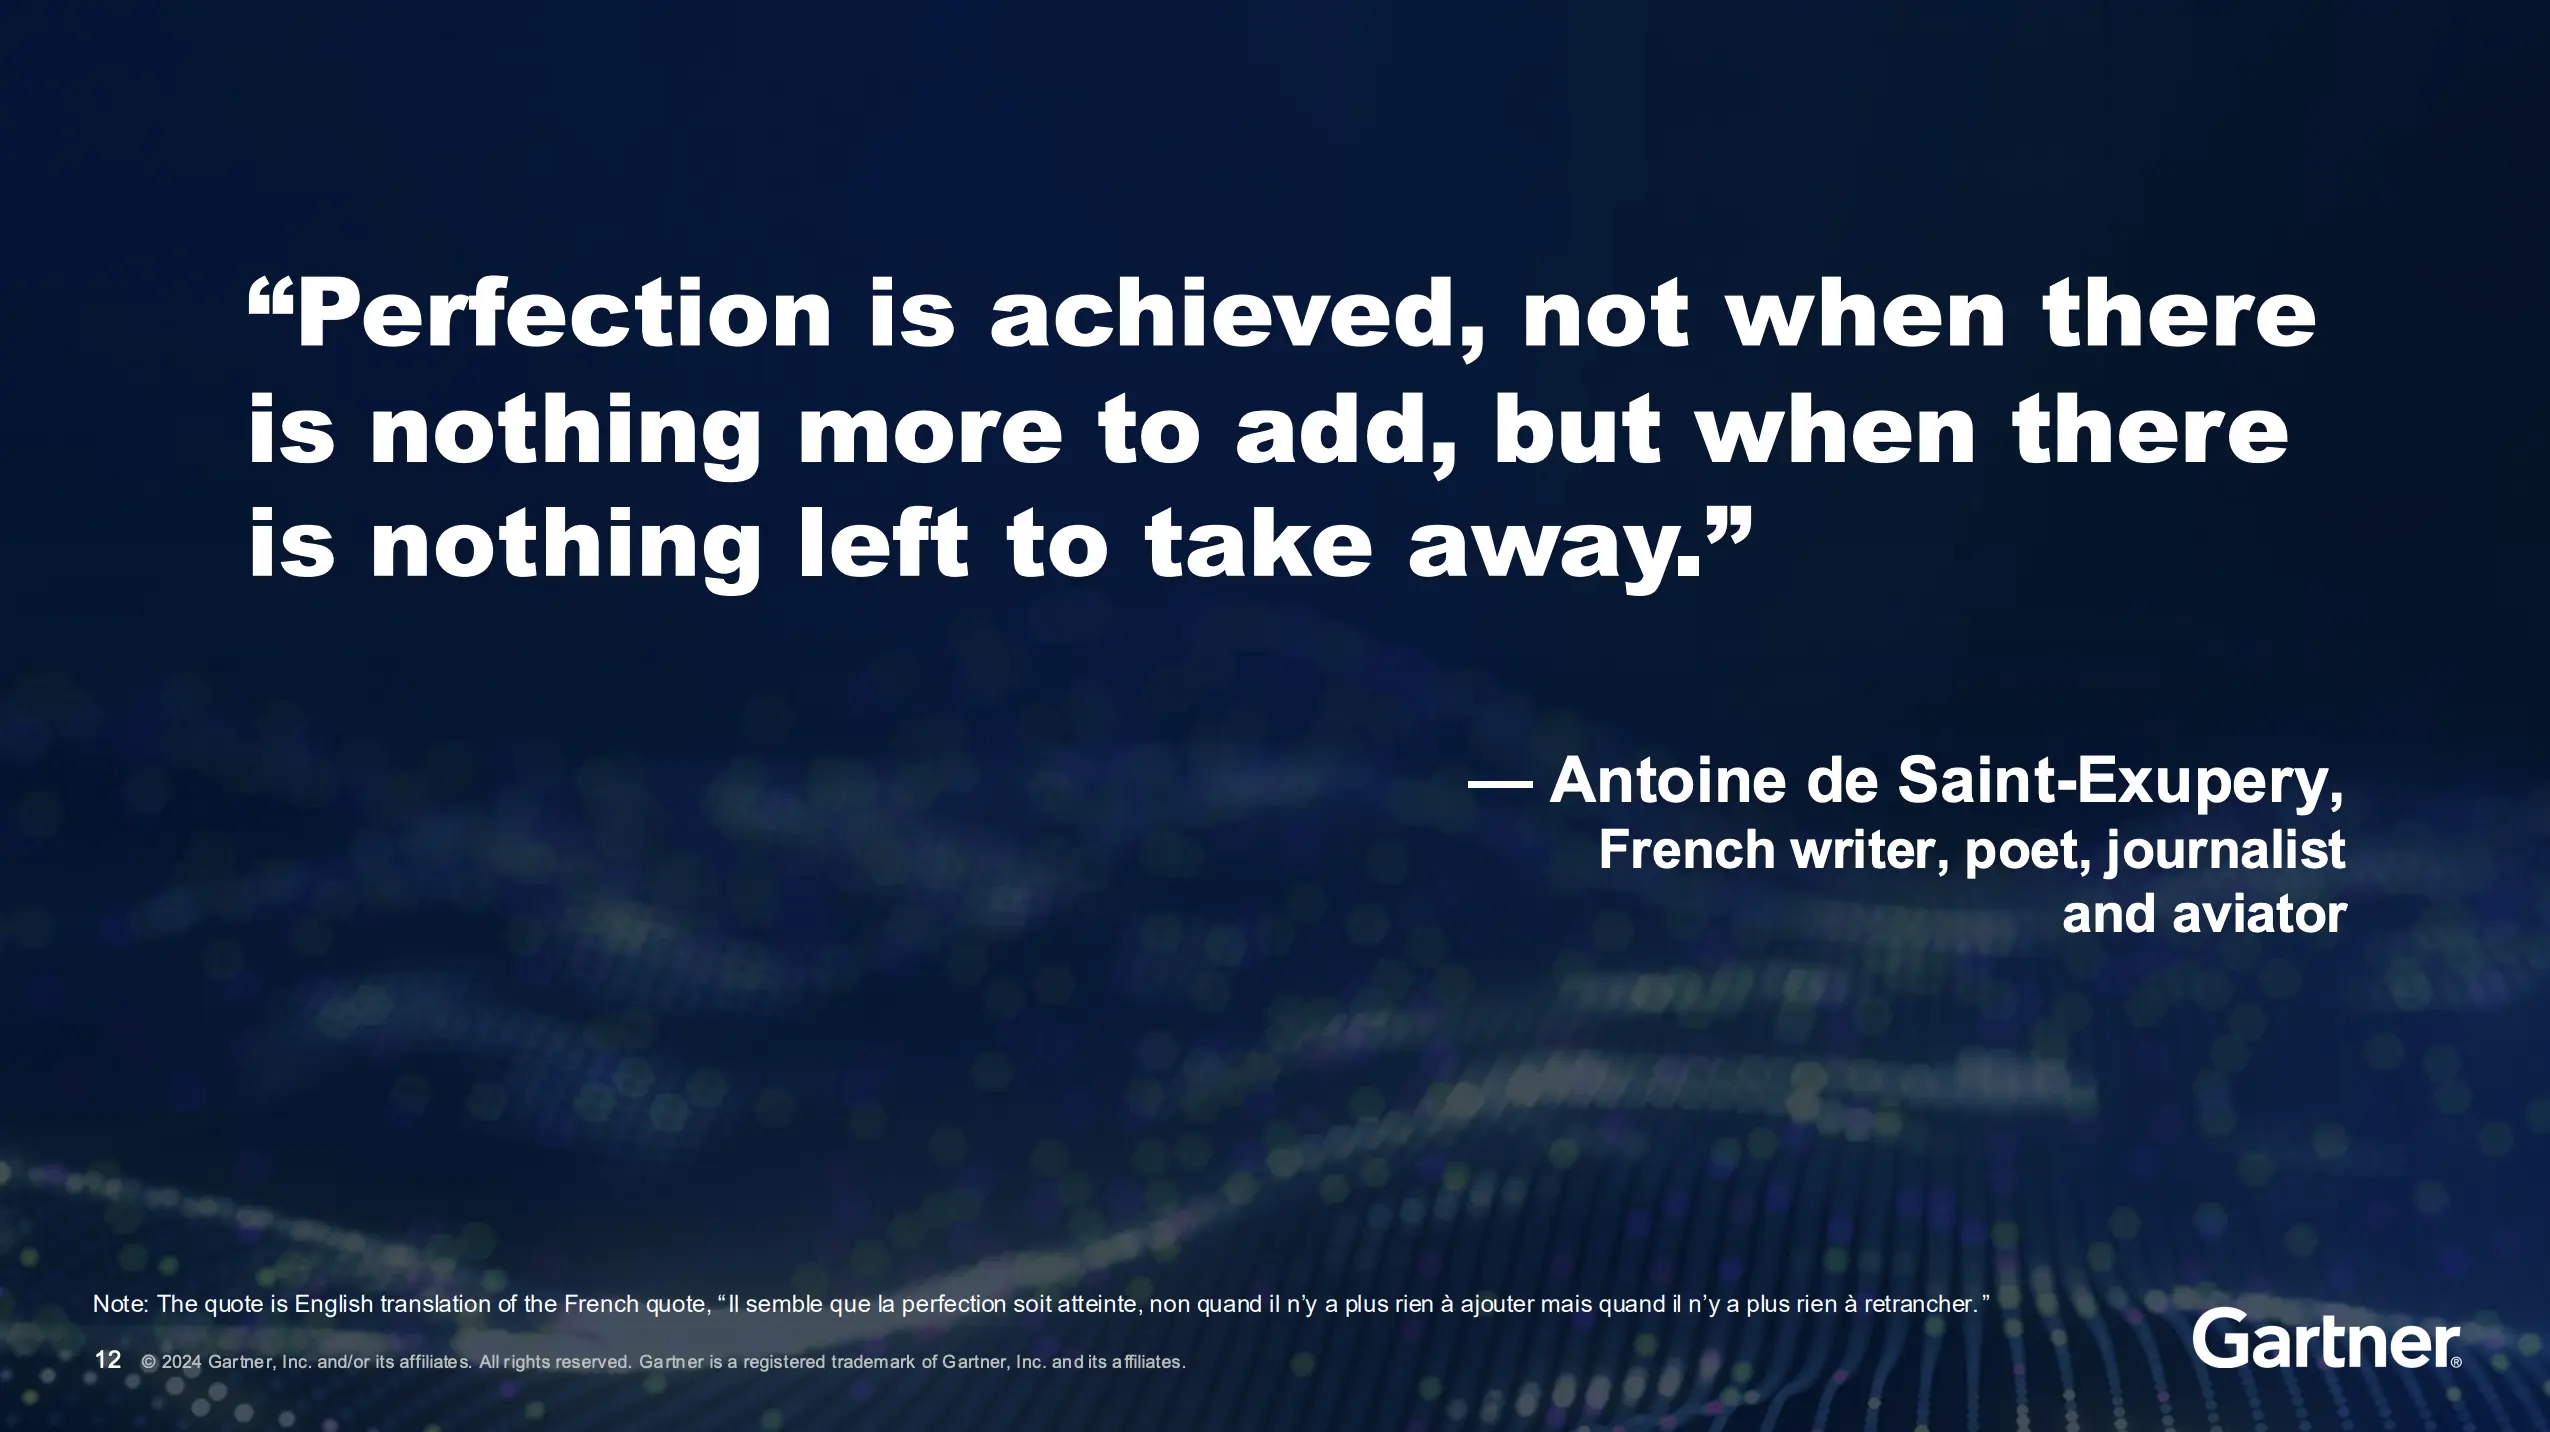 “Perfection is achieved, not when there
is nothing more to add, but when there
is nothing left to take away.”
— Antoine de Saint-Exupery,
French writer, poet, journalist
and aviator
Note: The quote is English translation of the French quote, “Il semble que la perfection soit atteinte, non quand il n’y a plus rien à ajouter mais quand il n’y a plus rien à retrancher.”
12 © 2024 Gartner, Inc. and/or its affiliates. All rights reserved. Gartner is a registered trademark of Gartner, Inc. and its affiliates.
Gartner®